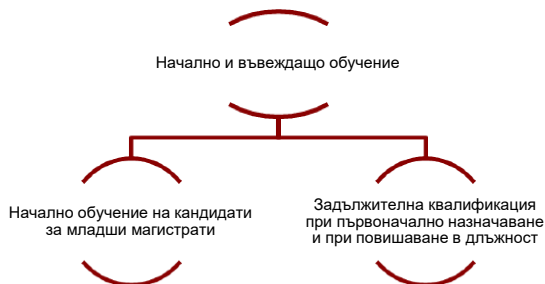 Начално и въвеждащо обучение
Начално обучение на кандидати
за младши магистрати
Задължителна квалификация
при първоначално назначаване
и при повишаване в длъжност